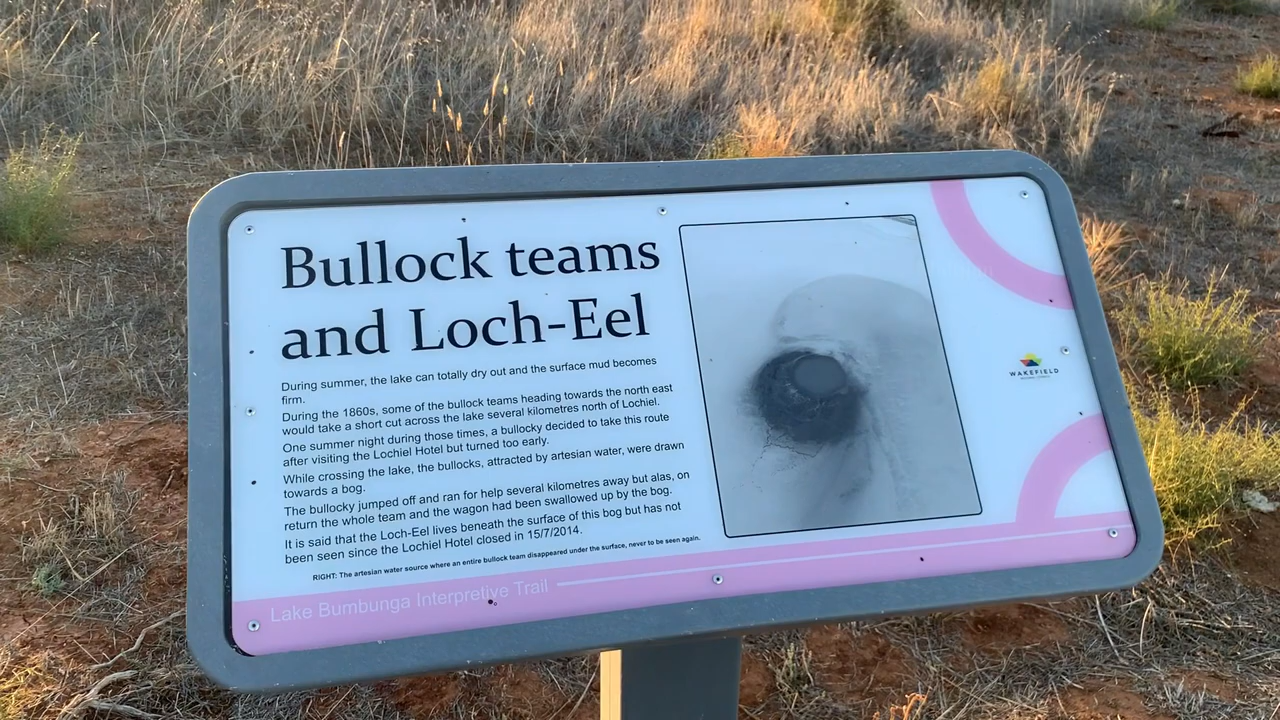 Bullock teams
and Loch-Eel
During summer, the lake can totally dry out and the surface mud becomes
firm.
During the 1860s, some of the bullock teams heading towards the north east
would take a short cut across the lake several kilometres north of Lochiel.
One summer night during those times, a bullocky decided to take this route
after visiting the Lochiel Hotel but turned too early.
While crossing the lake, the bullocks, attracted by artesian water, were drawn
towards a bog.
The bullocky jumped off and ran for help several kilometres away but alas, on
return the whole team and the wagon had been swallowed up by the bog.
It is said that the Loch-Eel lives beneath the surface of this bog but has not
been seen since the Lochiel Hotel closed in 15/7/2014.
RIGHT: The artesian water source where an entire bullock team disappeared under the surface, never to be seen again.
Lake Bumbunga Interpretive Trail
WAKEFIELD